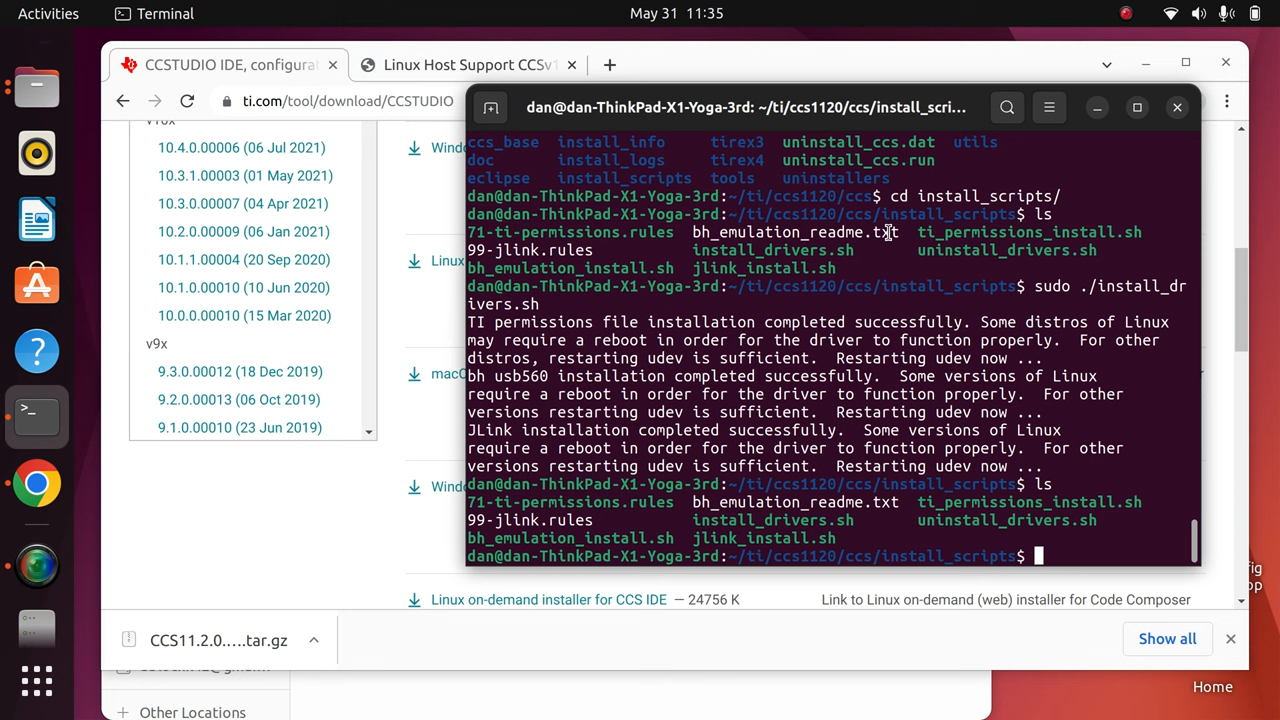 Activities
Terminal
May 31 11:35
CCSTUDIO IDE, configurat
Linux Host Support CCSv1
ti.com/tool/download/CCSTUDIO
10.4.0.00006 (06 Jul 2021)
10.3.1.00003 (01 May 2021)
10.3.0.00007 (04 Apr 2021)
10.2.0.00009 (06 Jan 2021)
10.1.1.00004 (20 Sep 2020)
10.1.0.00010 (10 Jun 2020)
10.0.0.00010 (15 Mar 2020)
v9x
9.3.0.00012 (18 Dec 2019)
9.2.0.00013 (06 Oct 2019)
9.1.0.00010 (23 Jun 2019)
Wind
Linu
macO
Wind
Linux on-demand installer for CCS IDE — 24756 K
Link to Linux on-demand (web) installer for Code Composer
dan@dan-ThinkPad-X1-Yoga-3rd: ~/ti/ccs1120/ccs/install_scri...
ccs_base install_info tirex3 uninstall_ccs.dat utils
doc install_logs tirex4 uninstall_ccs.run
eclipse install_scripts tools uninstallers
dan@dan-ThinkPad-X1-Yoga-3rd:~/ti/ccs1120/ccs$ cd install_scripts/
dan@dan-ThinkPad-X1-Yoga-3rd:~/ti/ccs1120/ccs/install_scripts$ ls
71-ti-permissions.rules bh_emulation_readme.txt ti_permissions_install.sh
99-jlink.rules install_drivers.sh uninstall_drivers.sh
bh_emulation_install.sh jlink_install.sh
dan@dan-ThinkPad-X1-Yoga-3rd:~/ti/ccs1120/ccs/install_scripts$ sudo ./install_dr
ivers.sh
TI permissions file installation completed successfully. Some distros of Linux
may require a reboot in order for the driver to function properly. For other
distros, restarting udev is sufficient. Restarting udev now ...
bh usb560 installation completed successfully. Some versions of Linux
require a reboot in order for the driver to function properly. For other
versions restarting udev is sufficient. Restarting udev now ...
JLink installation completed successfully. Some versions of Linux
require a reboot in order for the driver to function properly. For other
versions restarting udev is sufficient. Restarting udev now ...
dan@dan-ThinkPad-X1-Yoga-3rd:~/ti/ccs1120/ccs/install_scripts$ ls
71-ti-permissions.rules bh_emulation_readme.txt ti_permissions_install.sh
99-jlink.rules install_drivers.sh uninstall_drivers.sh
bh_emulation_install.sh jlink_install.sh
dan@dan-ThinkPad-X1-Yoga-3rd:~/ti/ccs1120/ccs/install_scripts$
CCS11.2.0.....tar.gz
Show all
Other Locations
Home